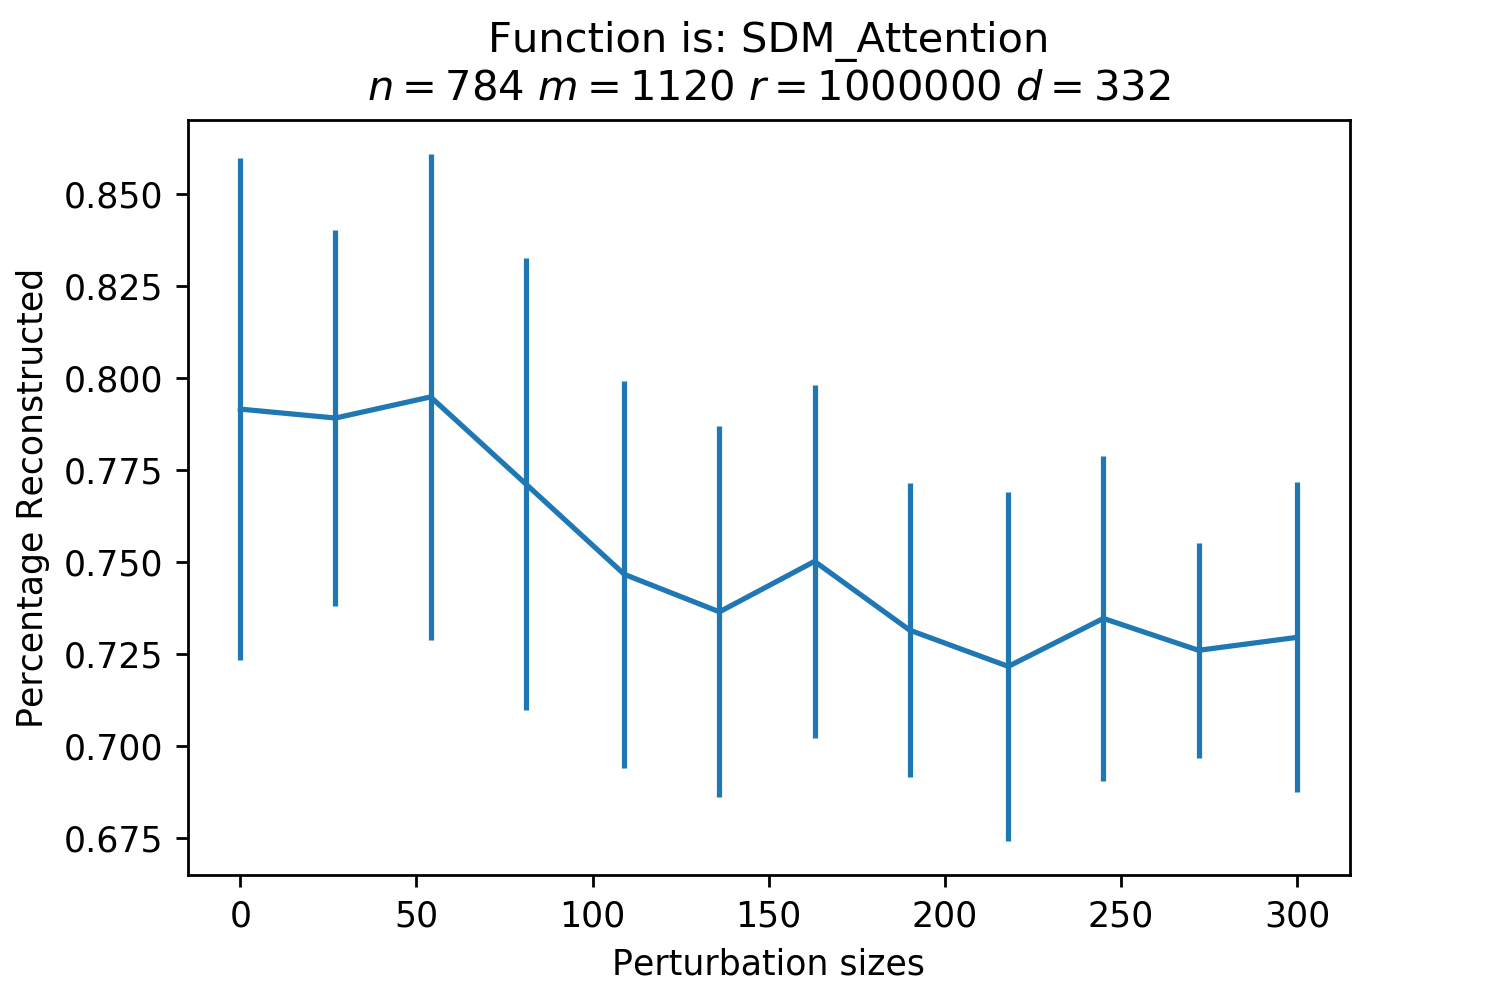 Function is: SDM_Attention
n = 784 m = 1120 r = 1000000 d = 332
Percentage Reconstructed
0.850
0.825
0.800
0.775
0.750
0.725
0.700
0.675
0 50 100 150 200 250 300
Perturbation sizes